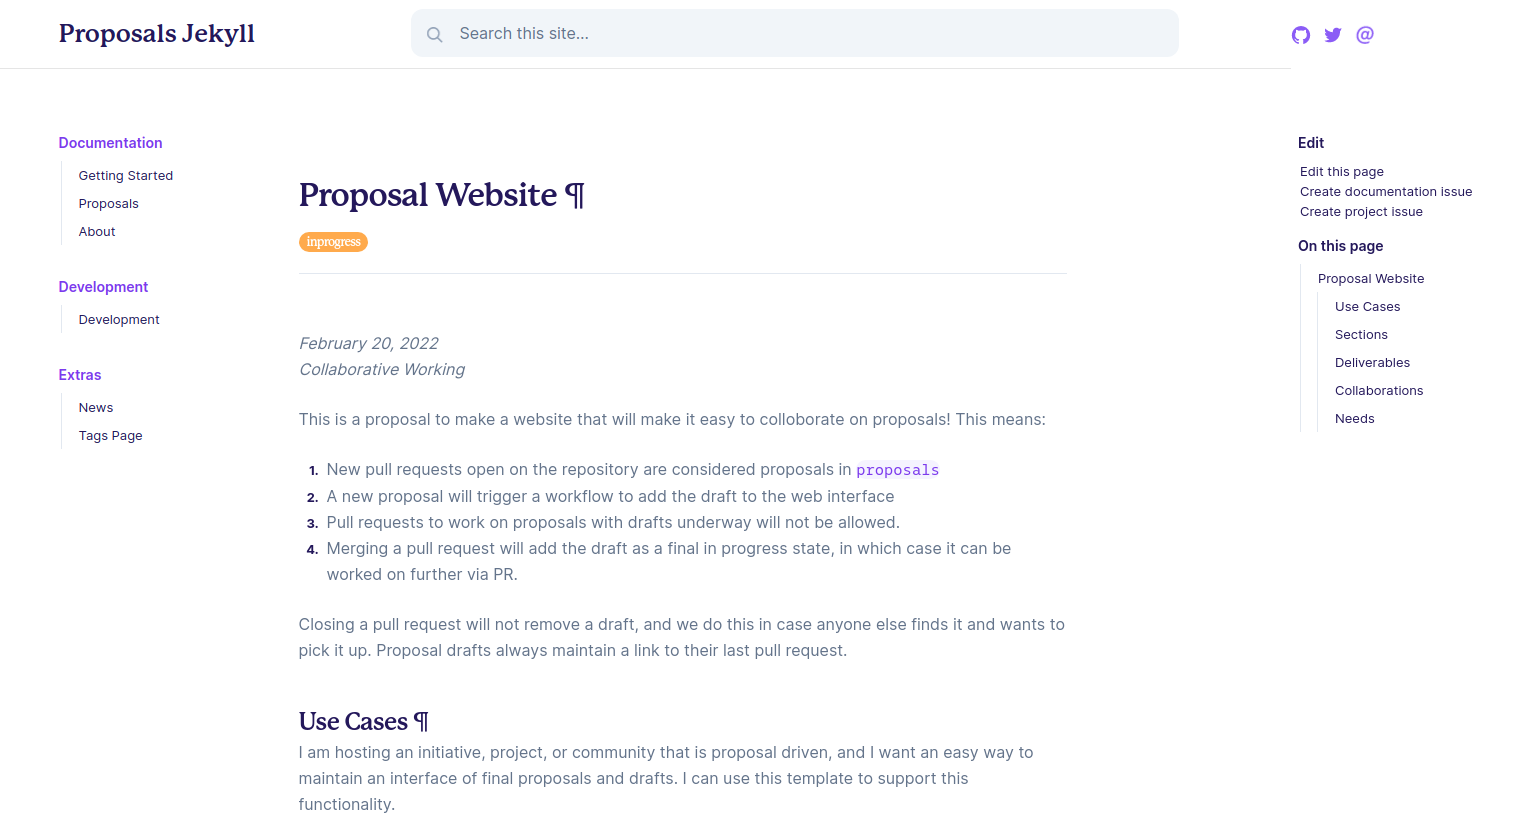 Proposals Jekyll
Search this site...
@
Documentation
Getting Started
Proposals
About
Development
Development
Extras
News
Tags Page
Proposal Website ¶
inprogress
February 20, 2022
Collaborative Working
This is a proposal to make a website that will make it easy to colloborate on proposals! This means:
1. New pull requests open on the repository are considered proposals in proposals
2. A new proposal will trigger a workflow to add the draft to the web interface
3. Pull requests to work on proposals with drafts underway will not be allowed.
4. Merging a pull request will add the draft as a final in progress state, in which case it can be
worked on further via PR.
Closing a pull request will not remove a draft, and we do this in case anyone else finds it and wants to
pick it up. Proposal drafts always maintain a link to their last pull request.
Use Cases ¶
I am hosting an initiative, project, or community that is proposal driven, and I want an easy way to
maintain an interface of final proposals and drafts. I can use this template to support this
functionality.
Edit
Edit this page
Create documentation issue
Create project issue
On this page
Proposal Website
Use Cases
Sections
Deliverables
Collaborations
Needs